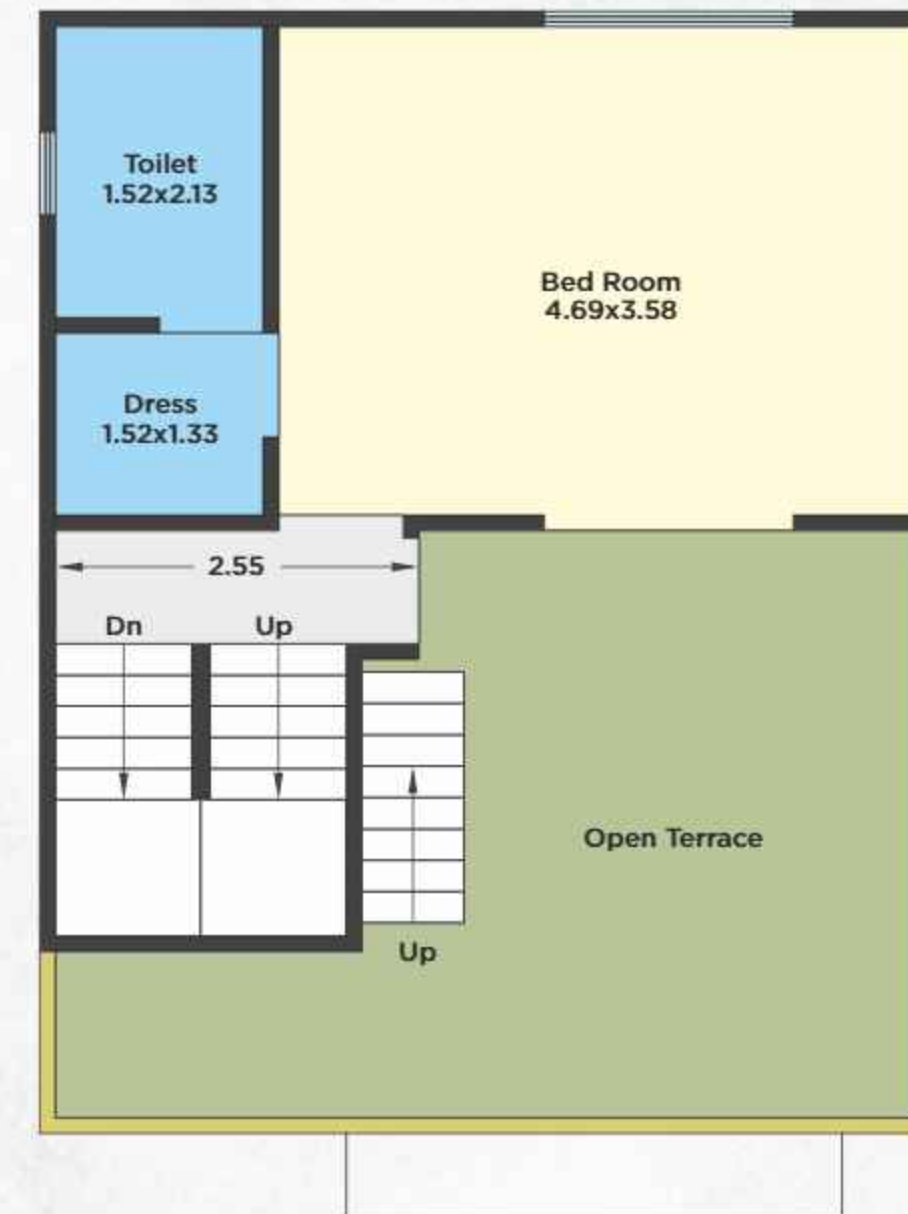 Toilet
1.52x2.13
Bed Room
4.69x3.58
Dress
1.52x1.33
2.55
Dn
Up
Open Terrace
Up